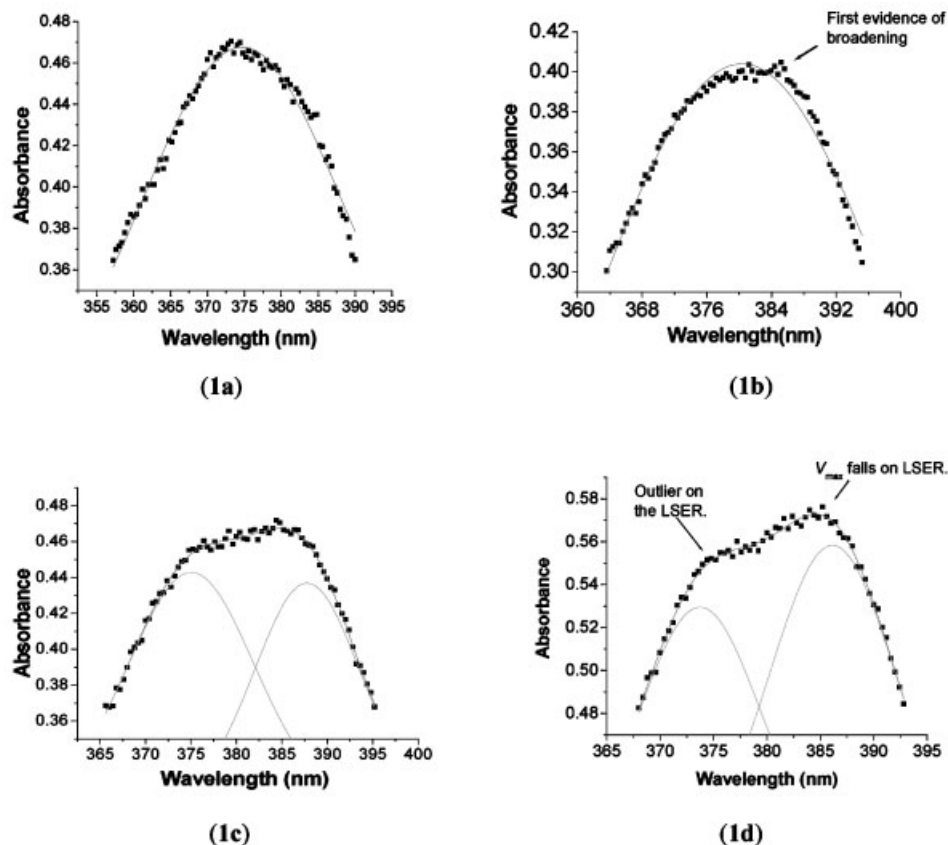 0.48
0.46
0.44
0.42
0.40
0.38
0.36
Absorbance
355 360 365 370 375 380 385 390 395
Wavelength (nm)
(1a)
First evidence of
broadening
0.42
0.40
0.38
0.36
0.34
0.32
0.30
Absorbance
360 368 376 384 392 400
Wavelength(nm)
(1b)
0.48
0.46
0.44
0.42
0.40
0.38
0.36
Absorbance
365 370 375 380 385 390 395 400
Wavelength (nm)
(1c)
Vmax falls on LSER.
Outlier on
the LSER.
0.58
0.56
0.54
0.52
0.50
0.48
Absorbance
365 370 375 380 385 390 395
Wavelength (nm)
(1d)